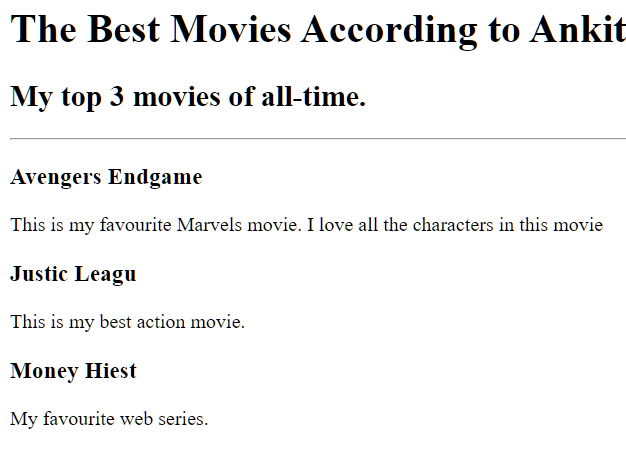 The Best Movies According to Ankit
My top 3 movies of all-time.
Avengers Endgame
This is my favourite Marvels movie. I love all the characters in this movie
Justic Leagu
This is my best action movie.
Money Hiest
My favourite web series.